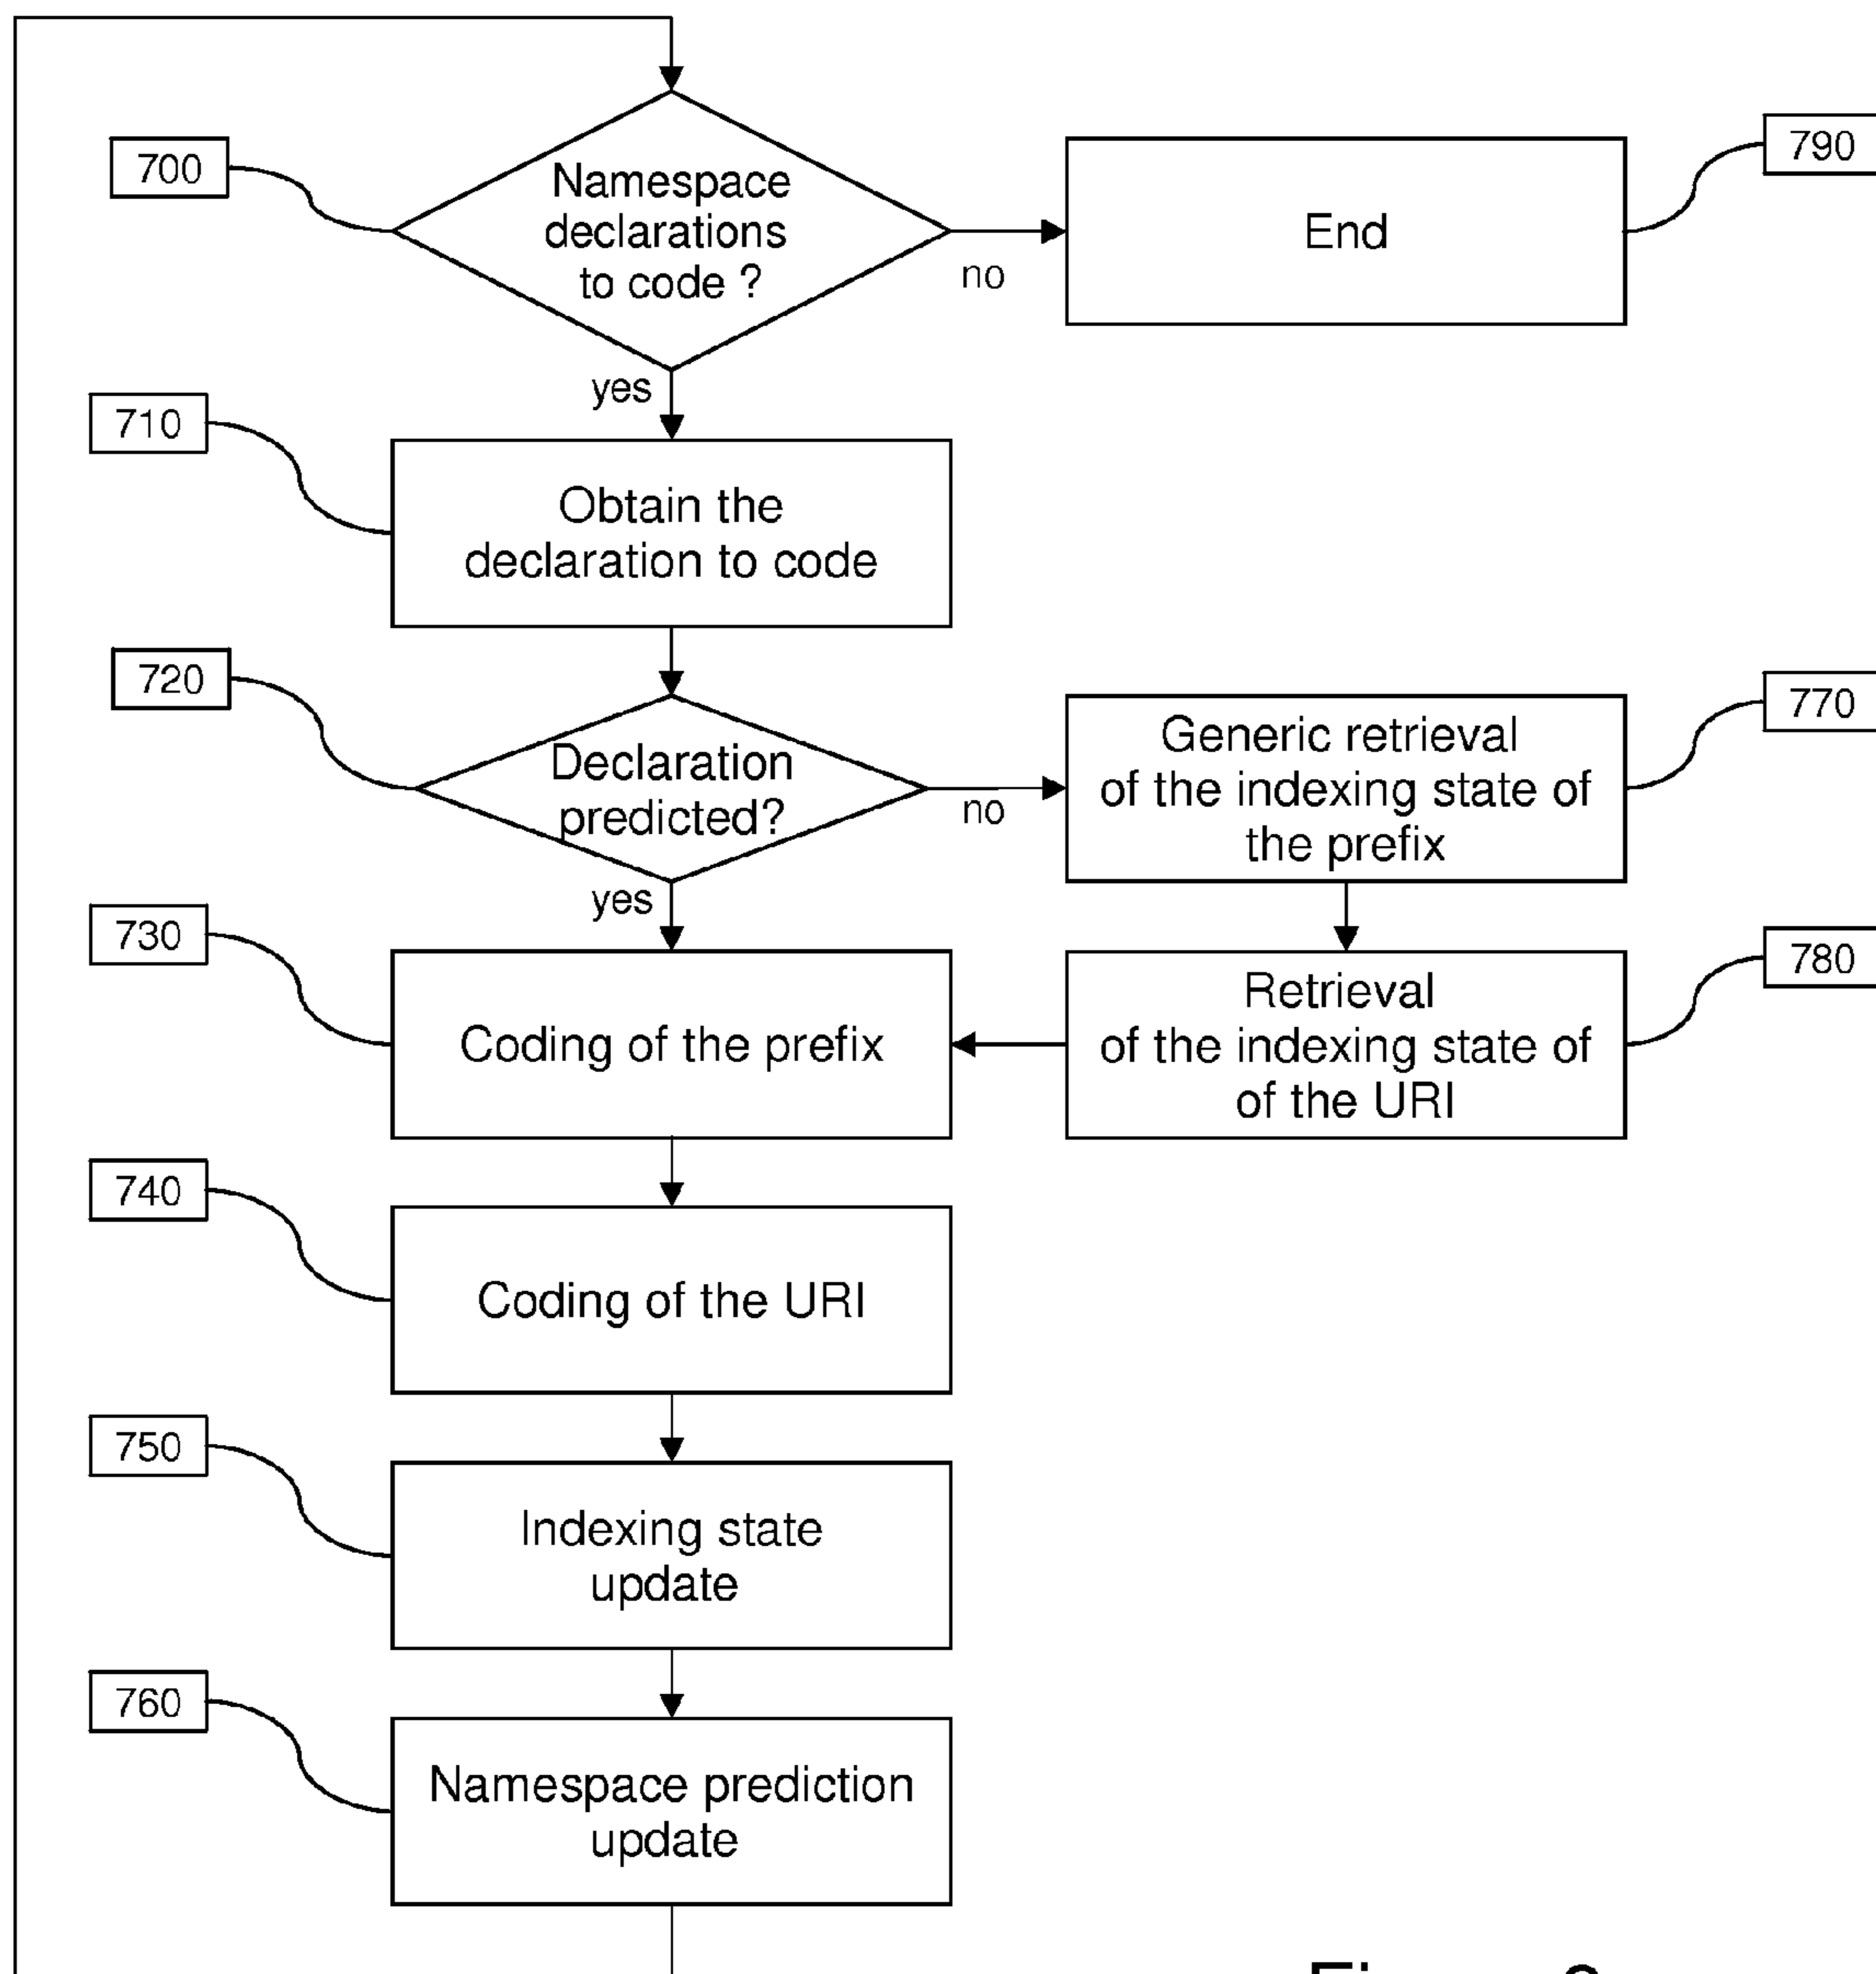 700
Namespace
declarations
to code ?
no
End
790
yes
710
Obtain the
declaration to code
720
Declaration
predicted?
no
Generic retrieval
of the indexing state of
the prefix
770
yes
730
Coding of the prefix
Retrieval
of the indexing state of
of the URI
780
740
Coding of the URI
750
Indexing state
update
760
Namespace prediction
update